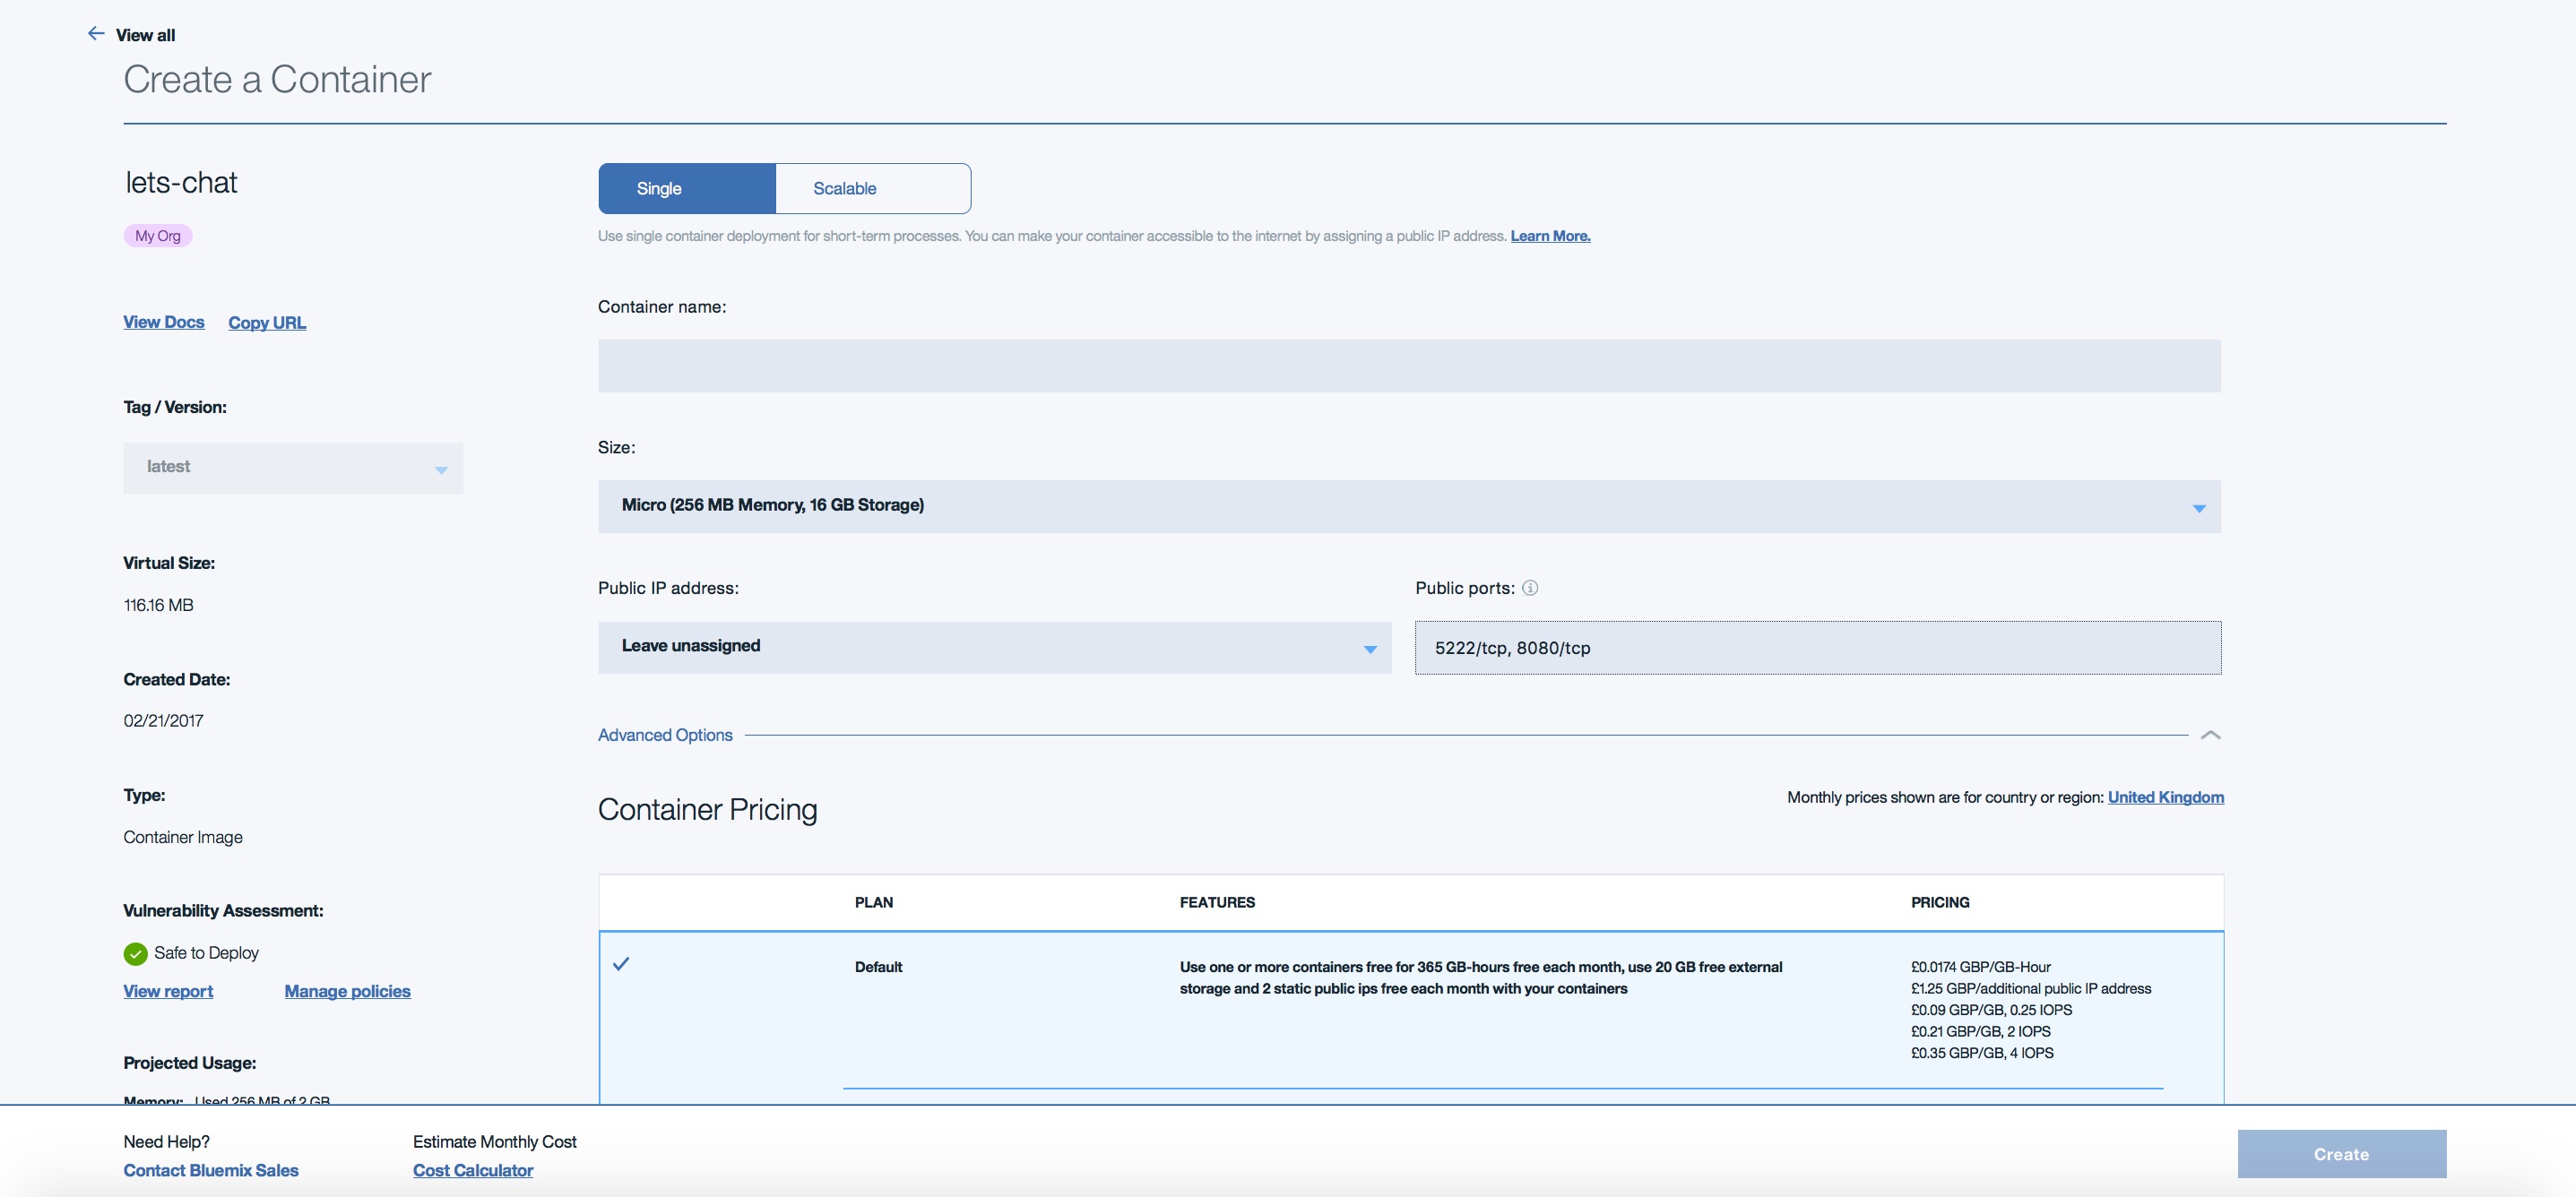 View all
Create a Container
lets-chat
My Org
View Docs Copy URL
Tag / Version:
latest
Virtual Size:
116.16 MB
Created Date:
02/21/2017
Type:
Container Image
Vulnerability Assessment:
Safe to Deploy
View report Manage policies
Projected Usage:
Memory: Used 256 MB of 2 GB
Single Scalable
Use single container deployment for short-term processes. You can make your container accessible to the internet by assigning a public IP address. Learn More.
Container name:
Size:
Micro (256 MB Memory, 16 GB Storage)
Public IP address: Public ports:
Leave unassigned 5222/tcp, 8080/tcp
Advanced Options
Container Pricing
Monthly prices shown are for country or region: United Kingdom
PLAN FEATURES PRICING
Default
Use one or more containers free for 365 GB-hours free each month, use 20 GB free external
storage and 2 static public ips free each month with your containers
£0.0174 GBP/GB-Hour
£1.25 GBP/additional public IP address
£0.09 GBP/GB, 0.25 IOPS
£0.21 GBP/GB, 2 IOPS
£0.35 GBP/GB, 4 IOPS
Need Help?
Contact Bluemix Sales
Estimate Monthly Cost
Cost Calculator
Create